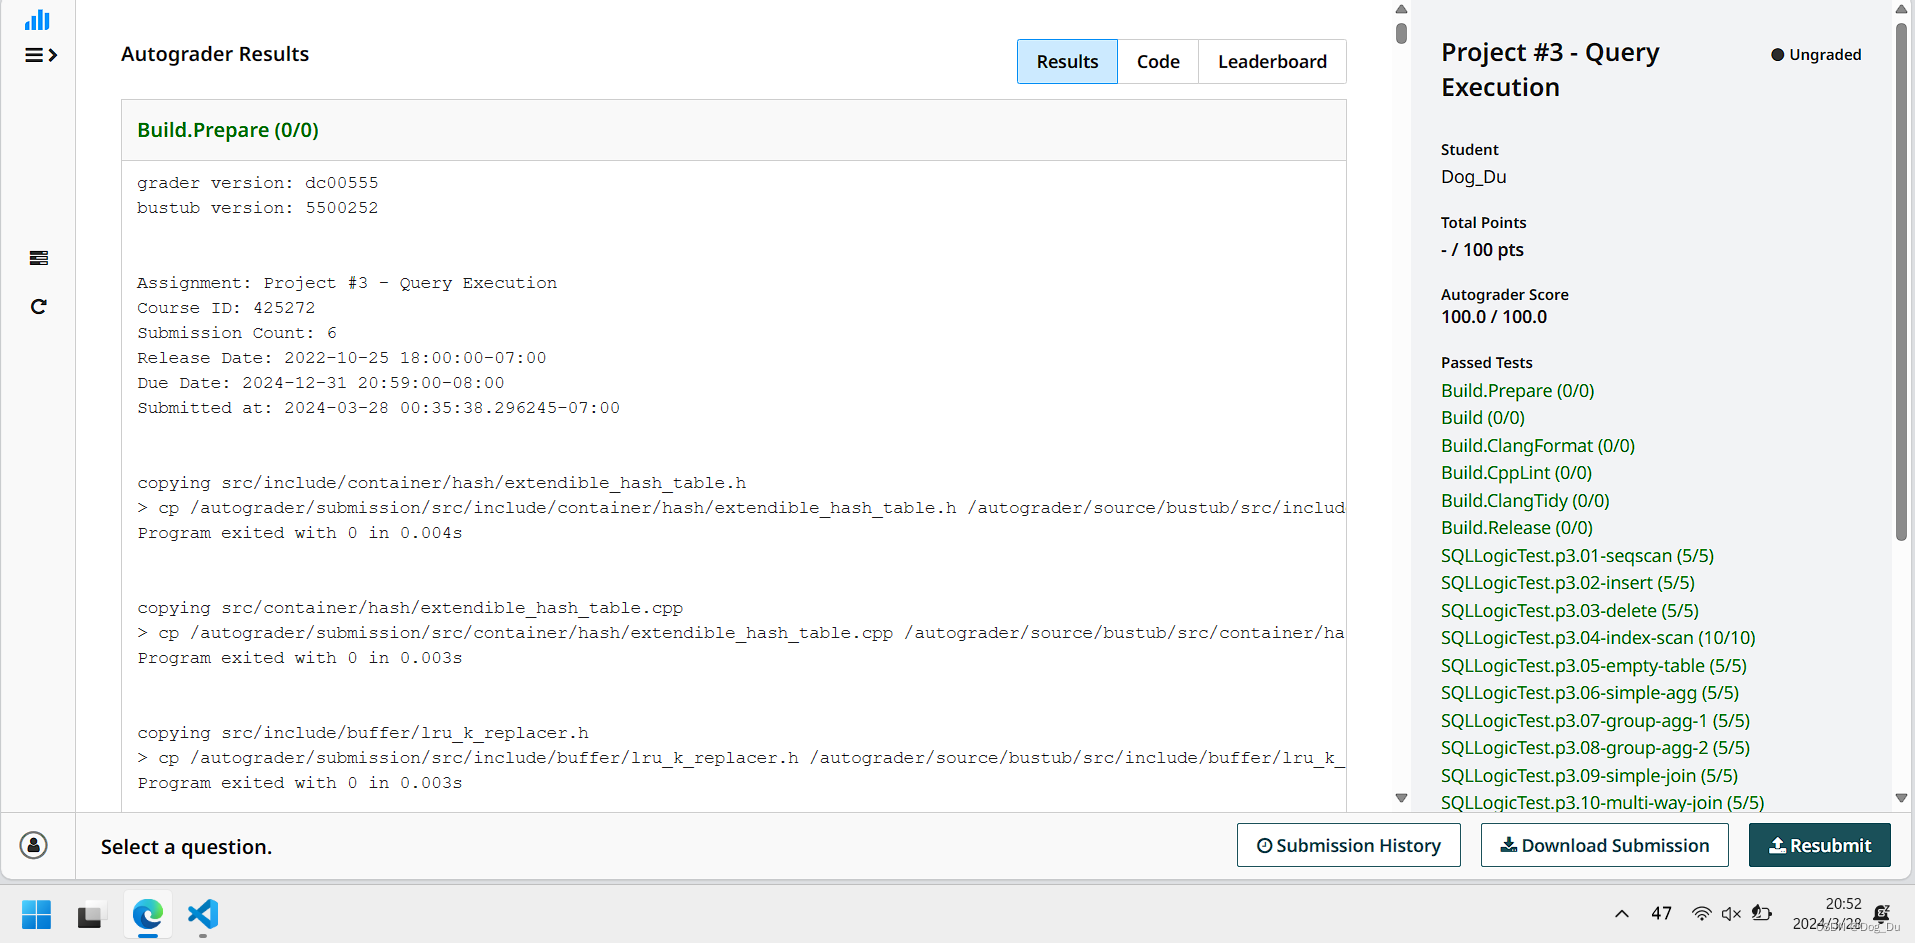 Autograder Results
Results
Code
Leaderboard
Build.Prepare (0/0)
grader version: dc00555
bustub version: 5500252
Assignment: Project #3 - Query Execution
Course ID: 425272
Submission Count: 6
Release Date: 2022-10-25 18:00:00-07:00
Due Date: 2024-12-31 20:59:00-08:00
Submitted at: 2024-03-28 00:35:38.296245-07:00
copying src/include/container/hash/extendible_hash_table.h
> cp /autograder/submission/src/include/container/hash/extendible_hash_table.h /autograder/source/bustub/src/includ
Program exited with 0 in 0.004s
copying src/container/hash/extendible_hash_table.cpp
> cp /autograder/submission/src/container/hash/extendible_hash_table.cpp /autograder/source/bustub/src/container/ha
Program exited with 0 in 0.003s
copying src/include/buffer/lru_k_replacer.h
> cp /autograder/submission/src/include/buffer/lru_k_replacer.h /autograder/source/bustub/src/include/buffer/lru_k_
Program exited with 0 in 0.003s
Project #3 - Query
Execution
Ungraded
Student
Dog_Du
Total Points
- / 100 pts
Autograder Score
100.0 / 100.0
Passed Tests
Build.Prepare (0/0)
Build (0/0)
Build.ClangFormat (0/0)
Build.CppLint (0/0)
Build.ClangTidy (0/0)
Build.Release (0/0)
SQLLogicTest.p3.01-seqscan (5/5)
SQLLogicTest.p3.02-insert (5/5)
SQLLogicTest.p3.03-delete (5/5)
SQLLogicTest.p3.04-index-scan (10/10)
SQLLogicTest.p3.05-empty-table (5/5)
SQLLogicTest.p3.06-simple-agg (5/5)
SQLLogicTest.p3.07-group-agg-1 (5/5)
SQLLogicTest.p3.08-group-agg-2 (5/5)
SQLLogicTest.p3.09-simple-join (5/5)
SQLLogicTest.p3.10-multi-way-join (5/5)
Select a question.
Submission History
Download Submission
Resubmit
47
20:52
2024/3/28
CSDN @Dog_Du